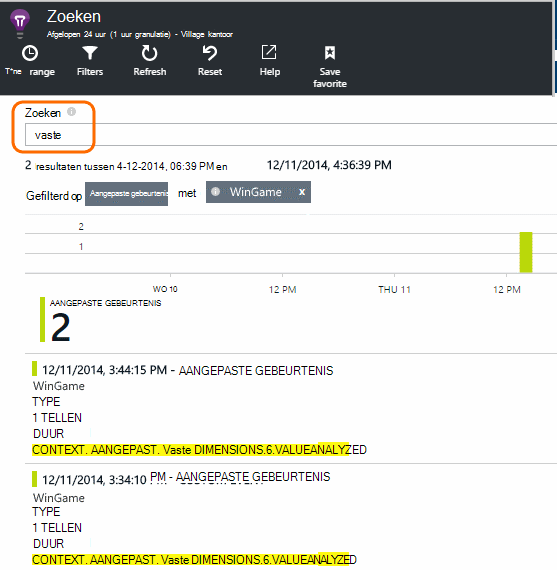 Zoeken
Afgelopen 24 uur (1 uur granulatie) - Village kantoor
T*ne range Filters Refresh Reset Help Save favorite
Zoeken
vaste
2 resultaten tussen 4-12-2014, 06:39 PM en 12/11/2014, 4:36:39 PM
Gefilterd op Aangepaste gebeurtenis met WinGame x
2
1
WO 10 12 PM THU 11 12 PM
AANGEPASTE GEBEURTENIS
2
12/11/2014, 3:44:15 PM - AANGEPASTE GEBEURTENIS
WinGame
TYPE
1 TELLEN
DUUR
CONTEXT. AANGEPAST. Vaste DIMENSIONS.6.VALUEANALYZED
12/11/2014, 3:34:10 PM - AANGEPASTE GEBEURTENIS
WinGame
TYPE
1 TELLEN
DUUR
CONTEXT. AANGEPAST. Vaste DIMENSIONS.6.VALUEANALYZED